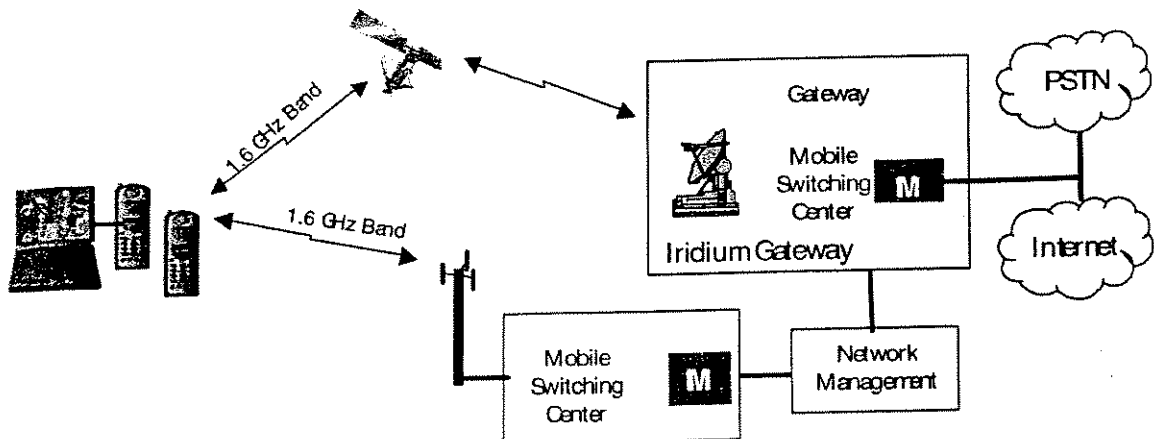 1.6 GHz Band
1.6 GHz Band
Gateway
Mobile
Switching
Center
M
Iridium Gateway
PSTN
Internet
Mobile
Switching
Center
M
Network
Management